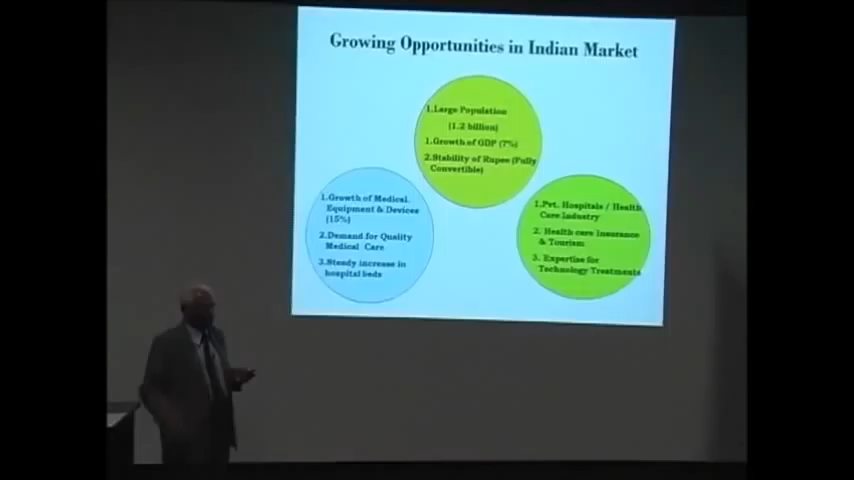 Growing Opportunities in Indian Market
1.Large Population
(1.2 billion)
1.Growth of GDP (7%)
2.Stability of Rupee (Fully
Convertible)
1.Growth of Medical
Equipment & Devices
(15%)
2.Demand for Quality
Medical Care
3.Steady increase in
hospital beds
1.Pvt. Hospitals / Health
Care Industry
2. Health care Insurance
& Tourism
3. Expertise for
Technology Treatments